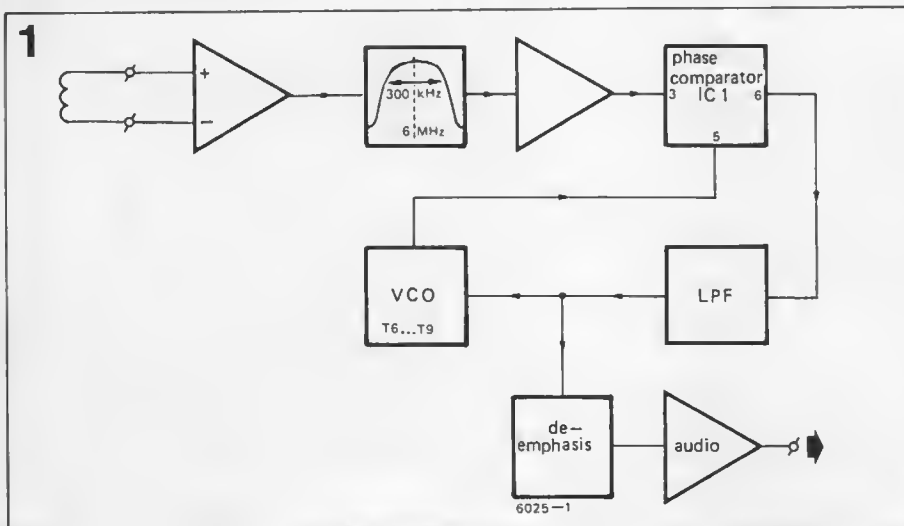 1
+
−
300 kHz
6 MHz
phase
comparator
IC1
3 6
5
VCO
T6...T9
LPF
de-
emphasis
audio
6025-1